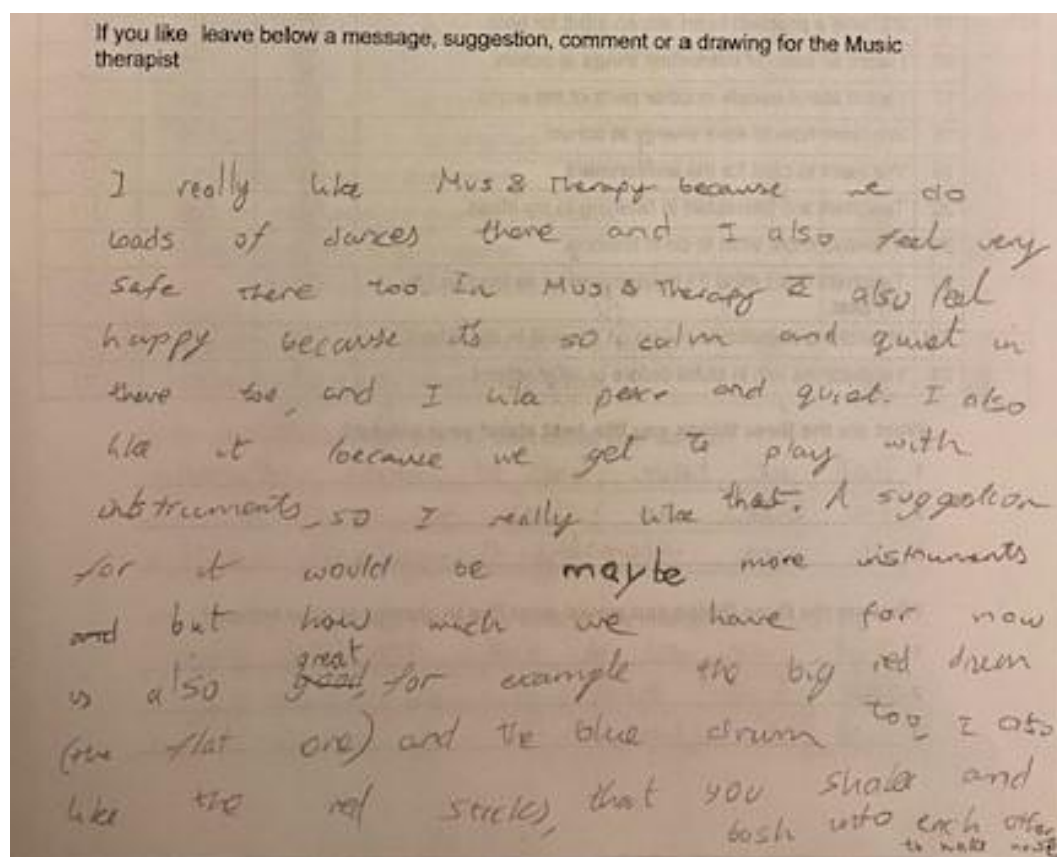 If you like leave below a message, suggestion, comment or a drawing for the Music
therapist
I really like Mus & Therapy because we do
loads of dances there and I also feel very
safe there too. In Mus & Therapy I also feel
happy because it's so calm and quiet in
there too, and I like peace and quiet. I also
like it because we get to play with
instruments, so I really like that. A suggestion
for it would be maybe more instruments
and but how much we have for now
is also good great, for example the big red drum
(the flat one) and the blue drum too, I also
like the red sticks, that you shake and
bash into each other
to make noise